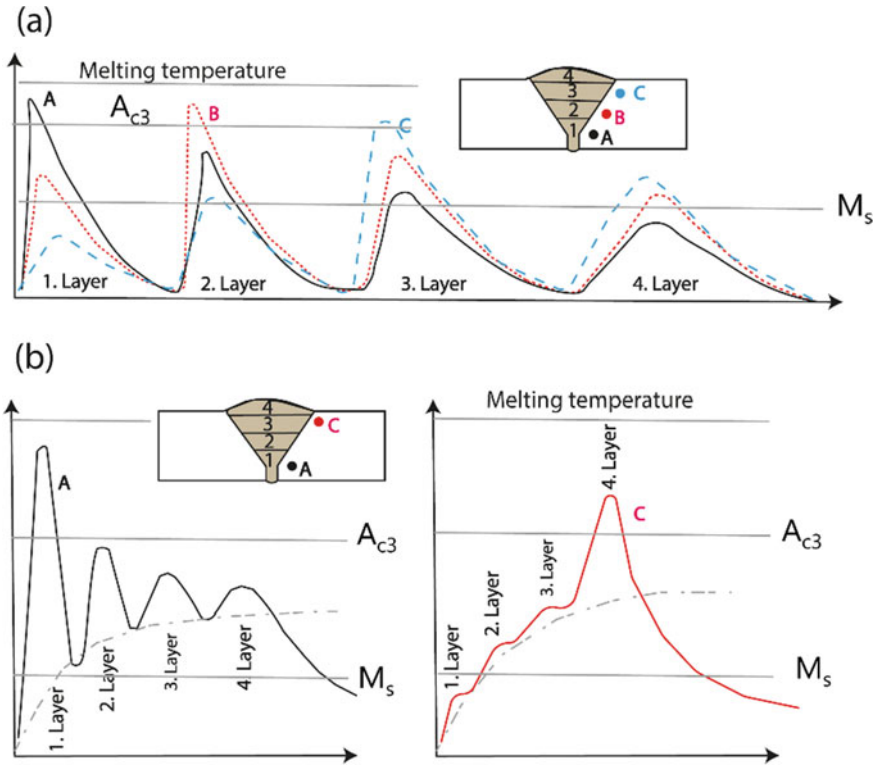 (a)
Melting temperature
A
Ac3
B
C
Ms
4
3
2
1
C
B
A
1. Layer
2. Layer
3. Layer
4. Layer
(b)
A
4
3
2
1
C
A
Ac3
Ms
1. Layer
2. Layer
3. Layer
4. Layer
Melting temperature
1. Layer
2. Layer
3. Layer
4. Layer
C
Ac3
Ms